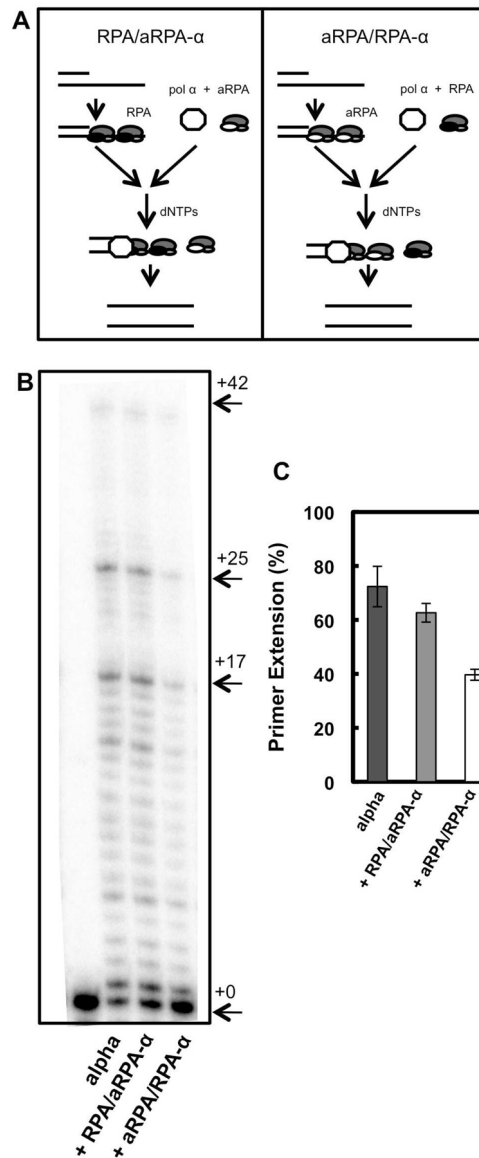 A
RPA/aRPA-α
aRPA/RPA-α
pol α + aRPA
RPA
dNTPs
pol α + RPA
aRPA
dNTPs
B
+42
+25
+17
+0
alpha
+ RPA/aRPA-α
+ aRPA/RPA-α
C
Primer Extension (%)
100
80
60
40
20
0
alpha
+ RPA/aRPA-α
+ aRPA/RPA-α